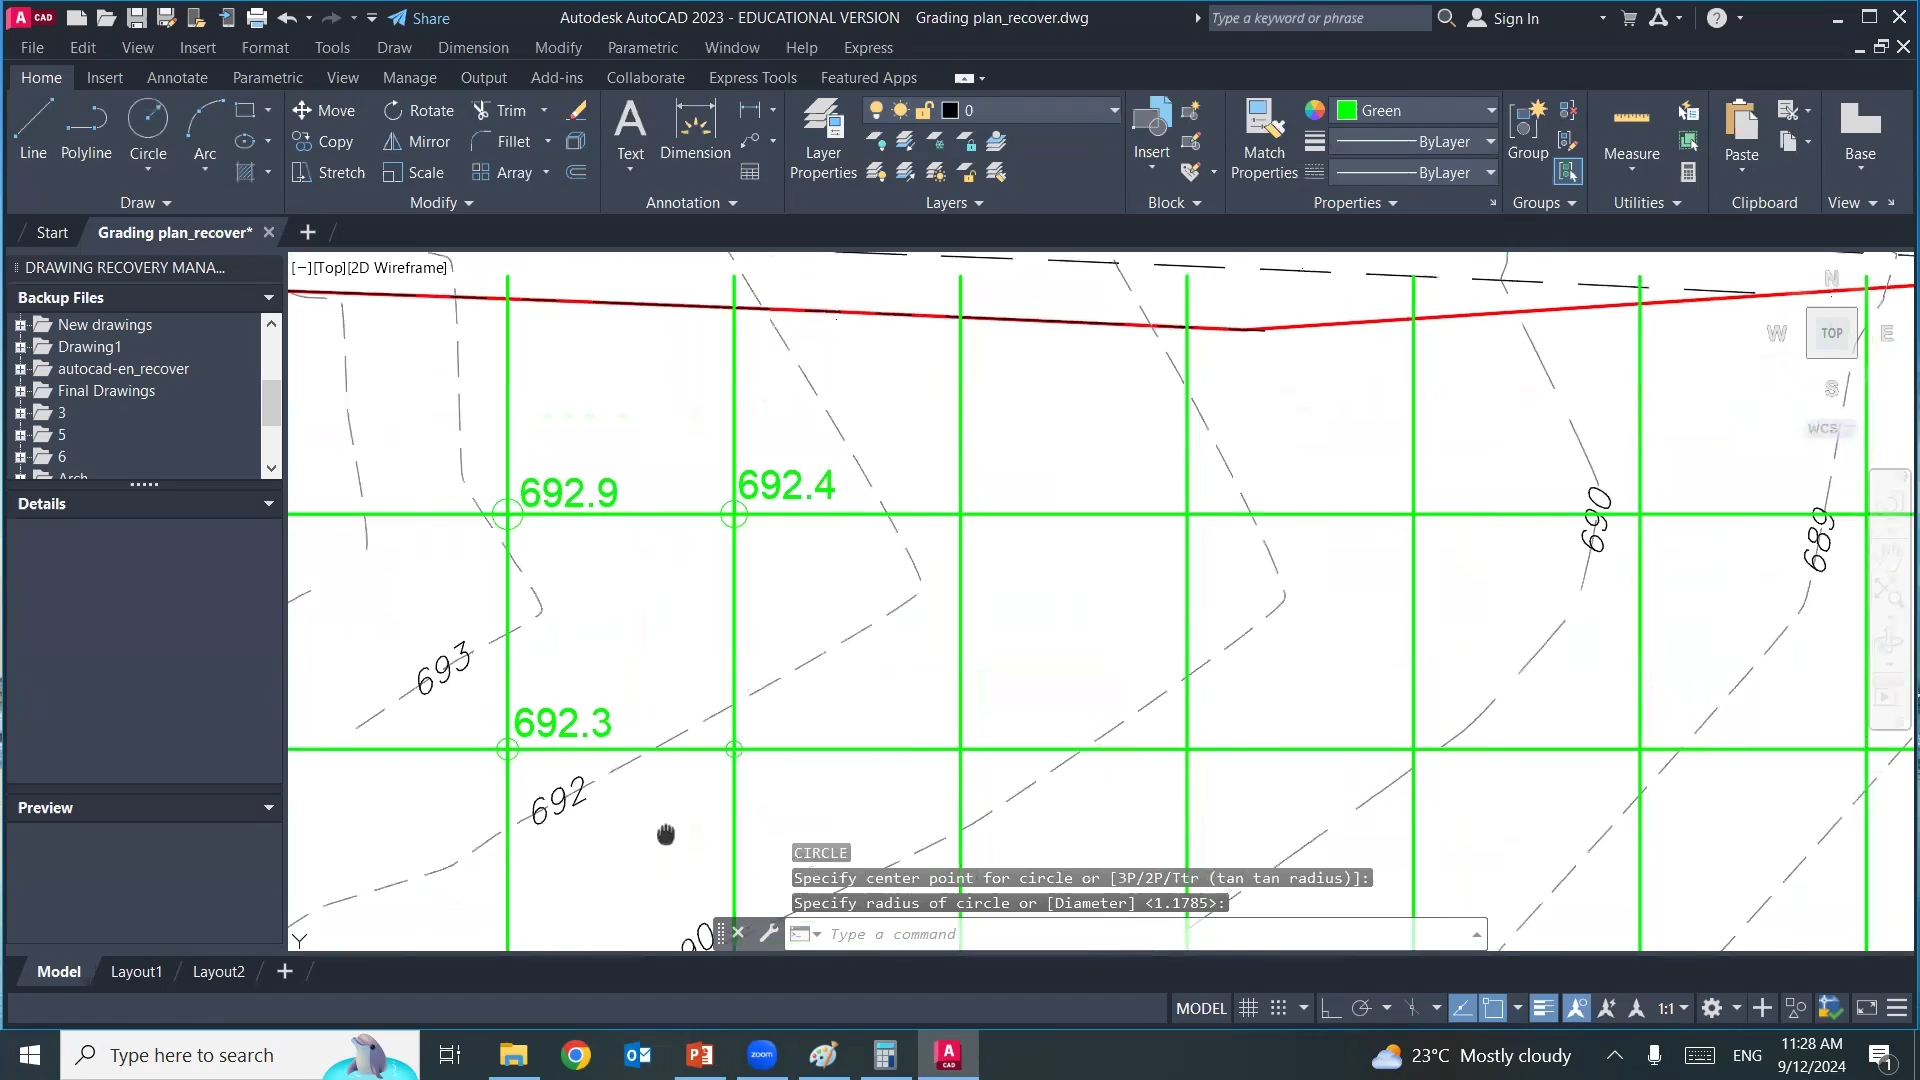 A CAD
Share
Autodesk AutoCAD 2023 - EDUCATIONAL VERSION Grading plan_recover.dwg
Type a keyword or phrase
Sign In
File Edit View Insert Format Tools Draw Dimension Modify Parametric Window Help Express
Home Insert Annotate Parametric View Manage Output Add-ins Collaborate Express Tools Featured Apps
Line Polyline Circle Arc
Move Rotate Trim
Copy Mirror Fillet
Stretch Scale Array
Text Dimension
Layer Properties
0
Insert
Match Properties
Green
ByLayer
ByLayer
Group
Measure
Paste
Base
Draw Modify Annotation Layers Block Properties Groups Utilities Clipboard View
Start Grading plan_recover*
DRAWING RECOVERY MANA...
Backup Files
New drawings
Drawing1
autocad-en_recover
Final Drawings
3
5
6
Details
Preview
[−][Top][2D Wireframe]
N
W TOP E
S
WCS
692.9
692.4
690
689
693
692.3
692
Y
CIRCLE
Specify center point for circle or [3P/2P/Ttr (tan tan radius)]:
Specify radius of circle or [Diameter] <1.1785>:
Type a command
Model Layout1 Layout2
MODEL
1:1
Type here to search
zoom
A CAD
23°C Mostly cloudy
ENG
11:28 AM
9/12/2024
1